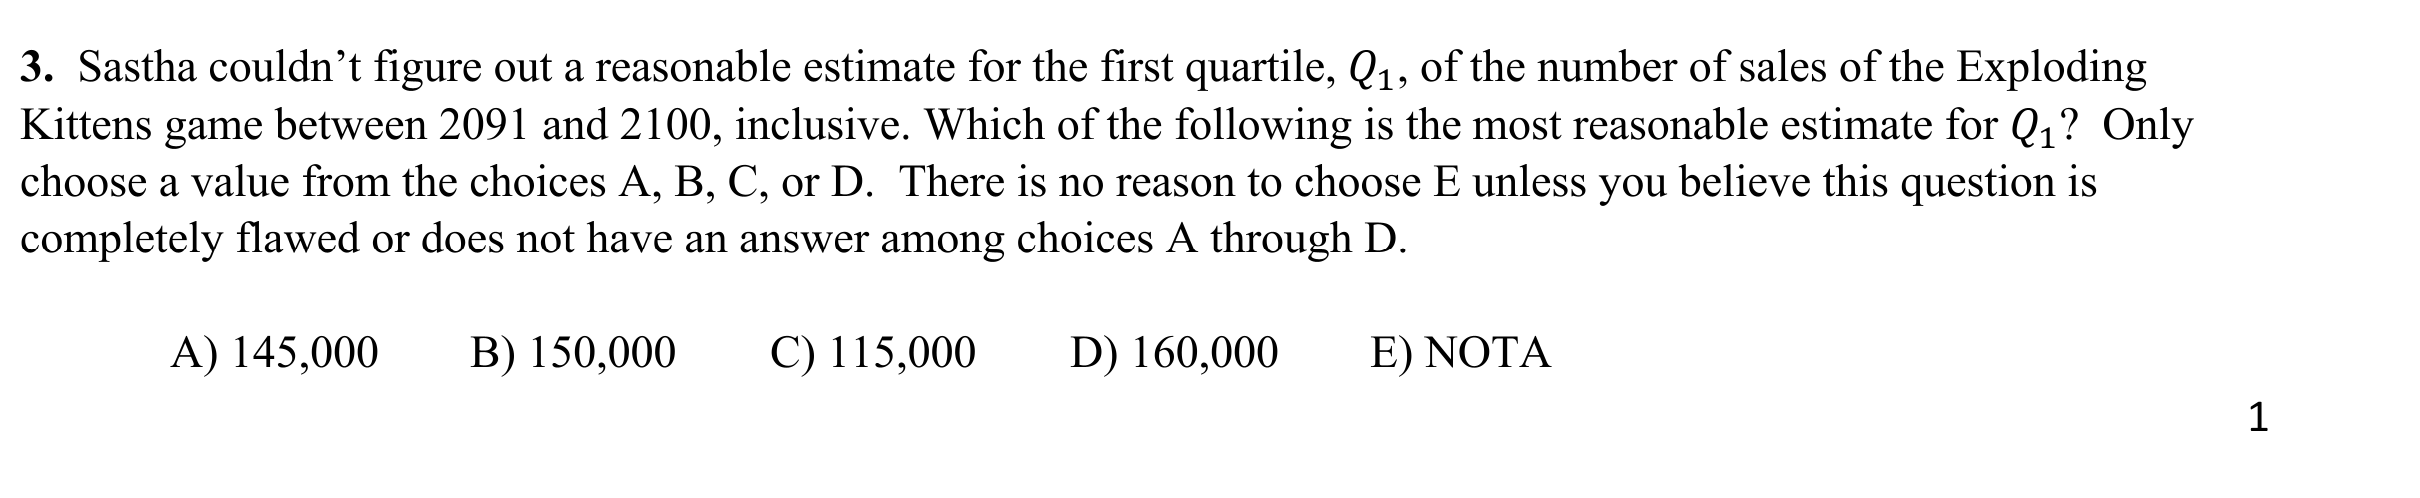 3. Sastha couldn’t figure out a reasonable estimate for the first quartile, Q₁, of the number of sales of the Exploding
Kittens game between 2091 and 2100, inclusive. Which of the following is the most reasonable estimate for Q₁? Only
choose a value from the choices A, B, C, or D. There is no reason to choose E unless you believe this question is
completely flawed or does not have an answer among choices A through D.
A) 145,000 B) 150,000 C) 115,000 D) 160,000 E) NOTA
1